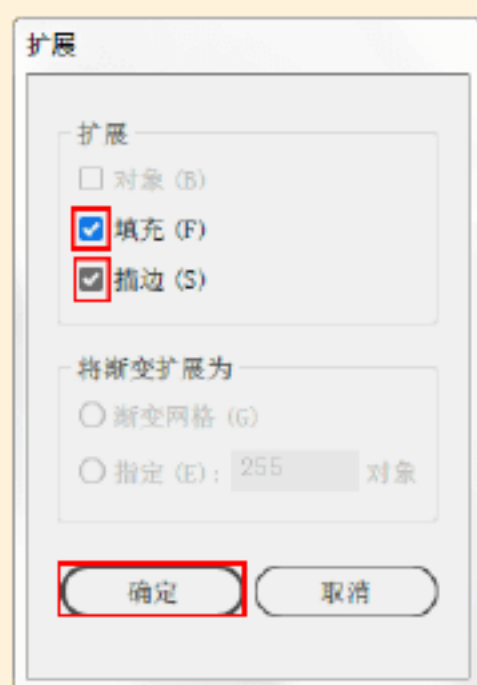 扩展
扩展
对象 (B)
填充 (F)
描边 (S)
将渐变扩展为
渐变网格 (G)
指定 (E): 255 对象
确定 取消